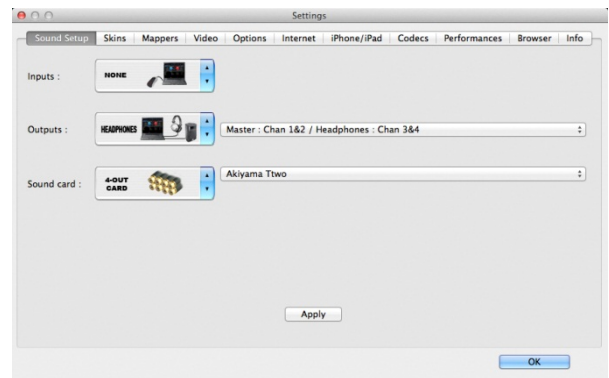 Settings
Sound Setup Skins Mappers Video Options Internet iPhone/iPad Codecs Performances Browser Info
Inputs :
NONE
Outputs :
HEADPHONES
Master : Chan 1&2 / Headphones : Chan 3&4
Sound card :
4-OUT
CARD
Akiyama Ttwo
Apply
OK